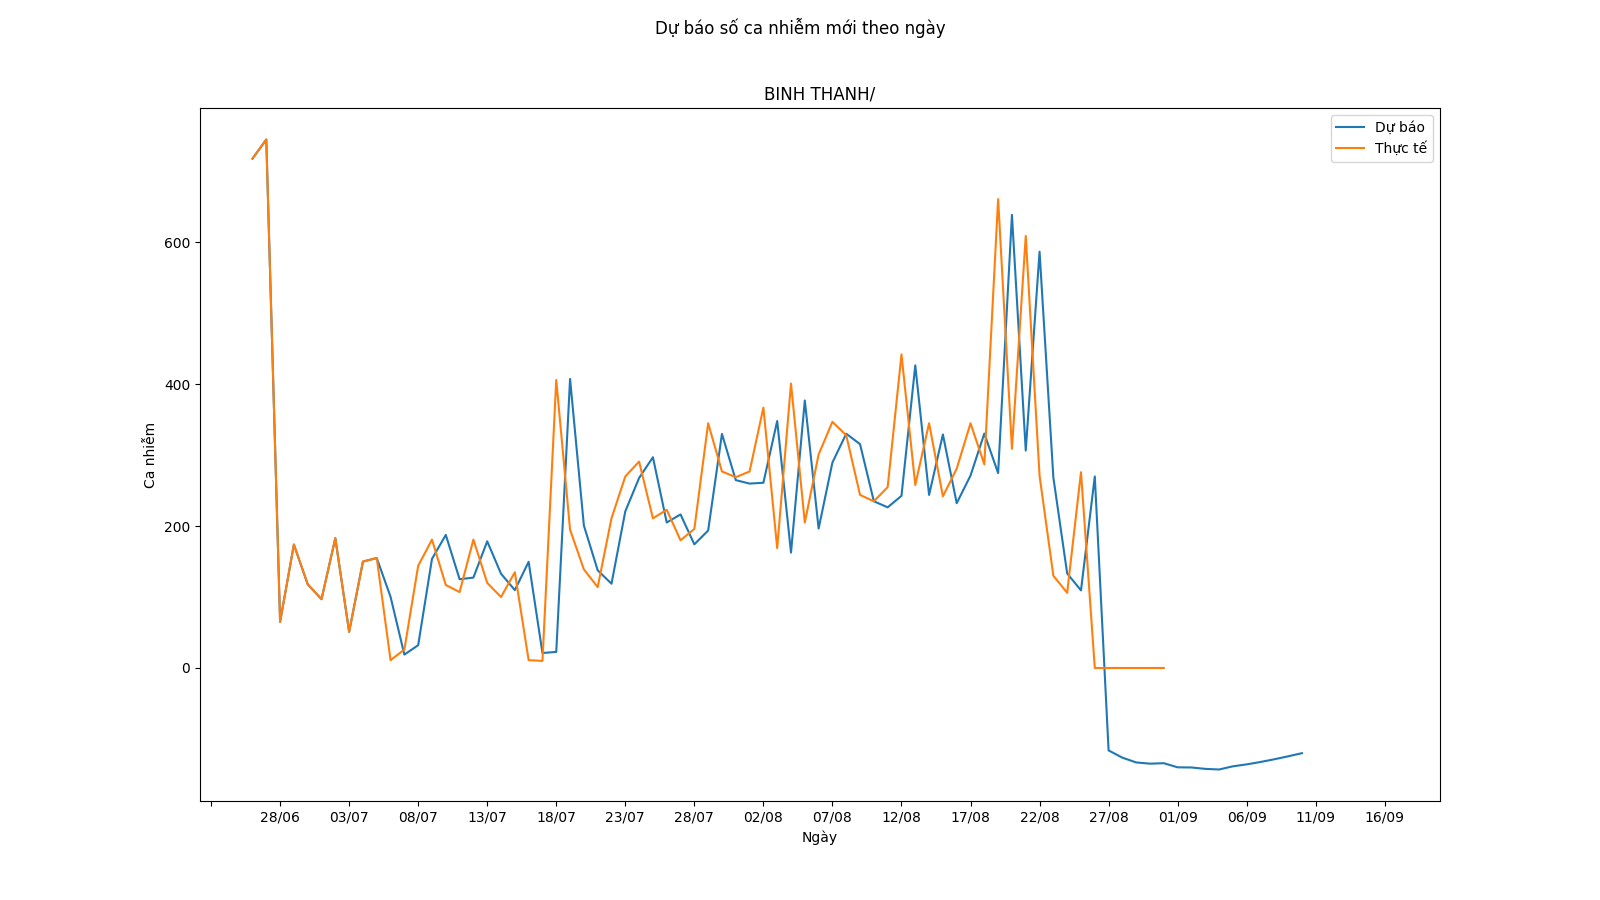 Dự báo số ca nhiễm mới theo ngày
BINH THANH/
Dự báo
Thực tế
600
400
200
0
Ca nhiễm
28/06 03/07 08/07 13/07 18/07 23/07 28/07 02/08 07/08 12/08 17/08 22/08 27/08 01/09 06/09 11/09 16/09
Ngày